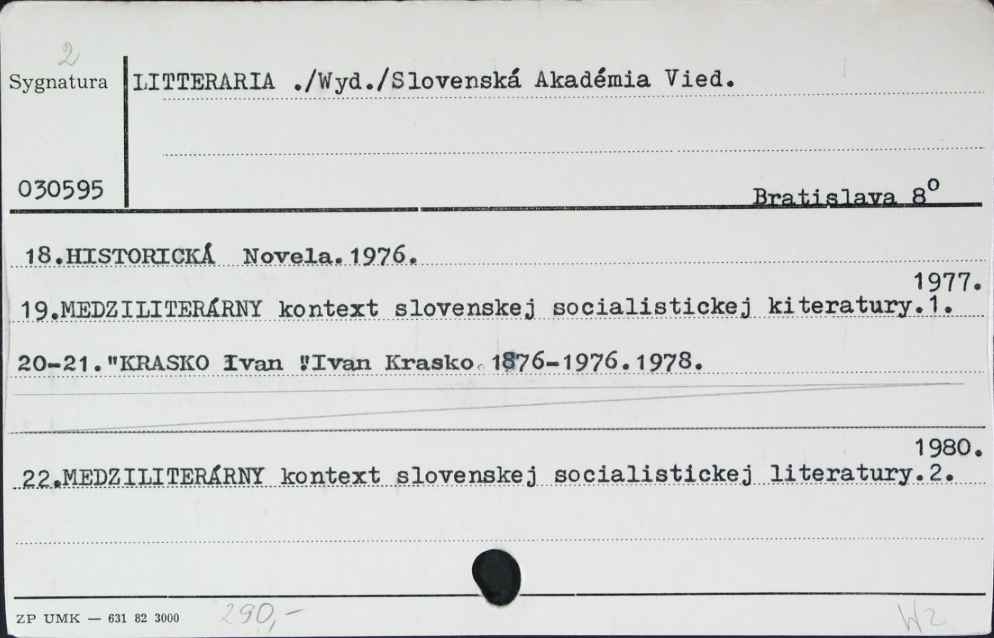 2
Sygnatura
LITTERARIA ./Wyd./Slovenská Akadémia Vied.
030595
Bratislava 8º
18.HISTORICKÁ Novela.1976.
1977.
19.MEDZILITERÁRNY kontext slovenskej socialistickej kiteratury.1.
20-21."KRASKO Ivan "Ivan Krasko 1876-1976.1978.
1980.
22.MEDZILITERÁRNY kontext slovenskej socialistickej literatury.2.
ZP UMK — 631 82 3000
290,-
W2